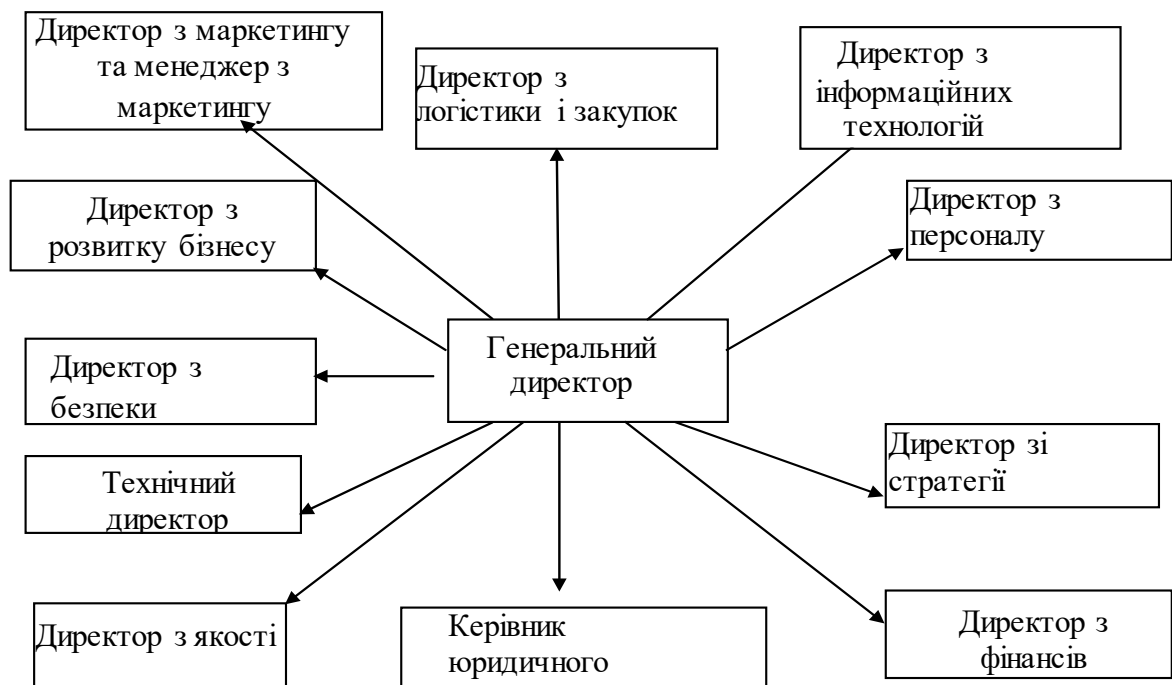 Директор з маркетингу
та менеджер з
маркетингу
Директор з
логістики і закупок
Директор з
інформаційних
технологій
Директор з
розвитку бізнесу
Директор з
персоналу
Генеральний
директор
Директор з
безпеки
Директор зі
стратегії
Технічний
директор
Директор з якості
Керівник
юридичного
Директор з
фінансів